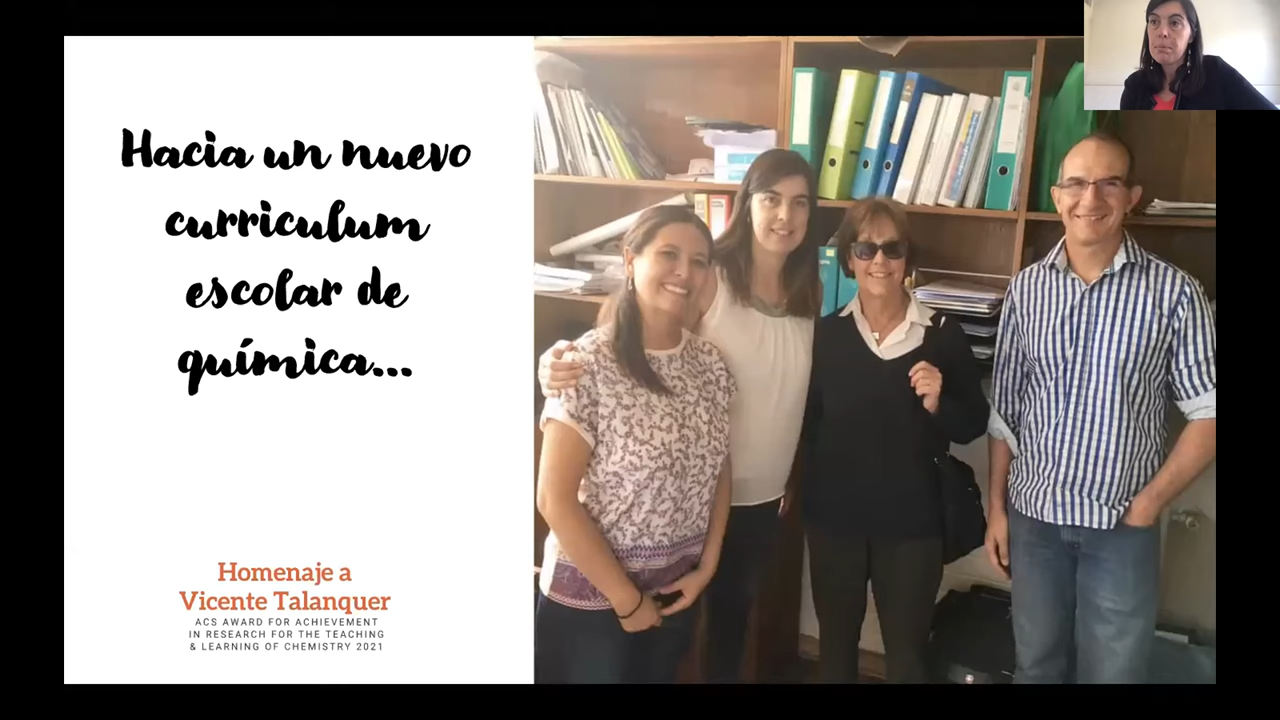 Hacia un nuevo
curriculum
escolar de
química...
Homenaje a
Vicente Talanquer
ACS AWARD FOR ACHIEVEMENT
IN RESEARCH FOR THE TEACHING
& LEARNING OF CHEMISTRY 2021